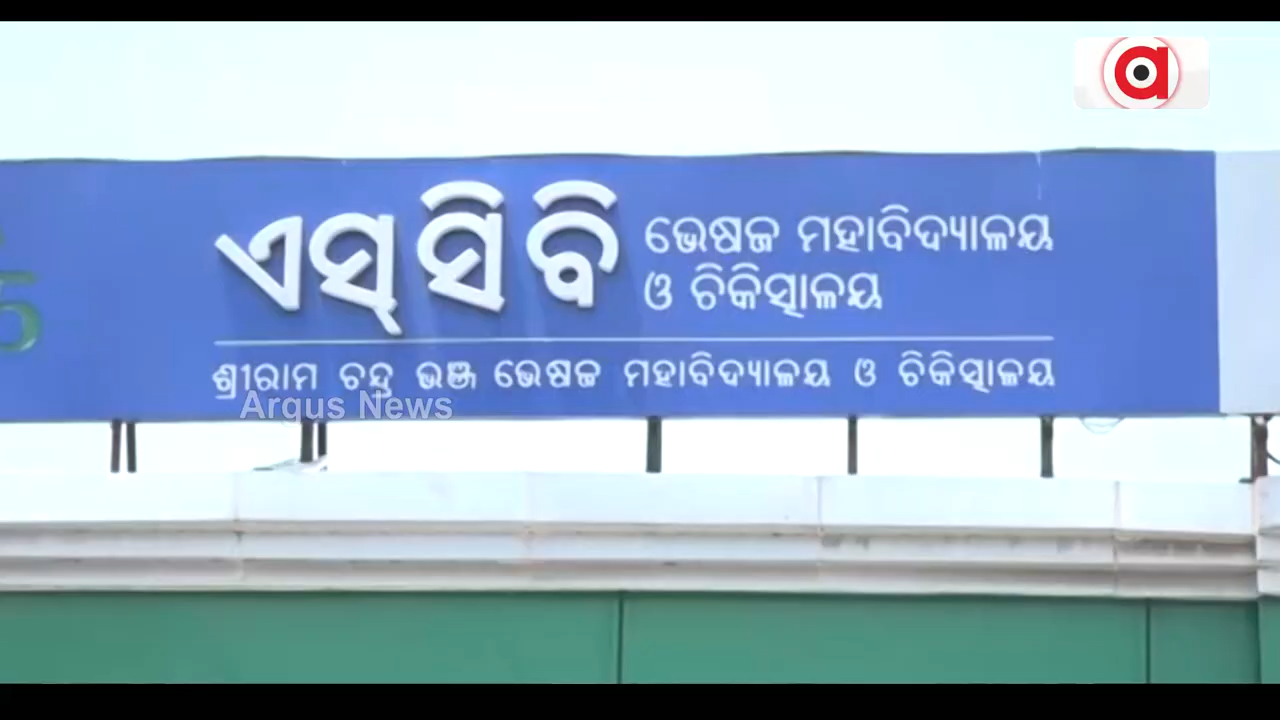 ଏସ୍ ସି ବି
ଭେଷଜ ମହାବିଦ୍ୟାଳୟ
ଓ ଚିକିତ୍ସାଳୟ
ଶ୍ରୀରାମ ଚନ୍ଦ୍ର ଭଞ୍ଜ ଭେଷଜ ମହାବିଦ୍ୟାଳୟ ଓ ଚିକିତ୍ସାଳୟ
Argus News